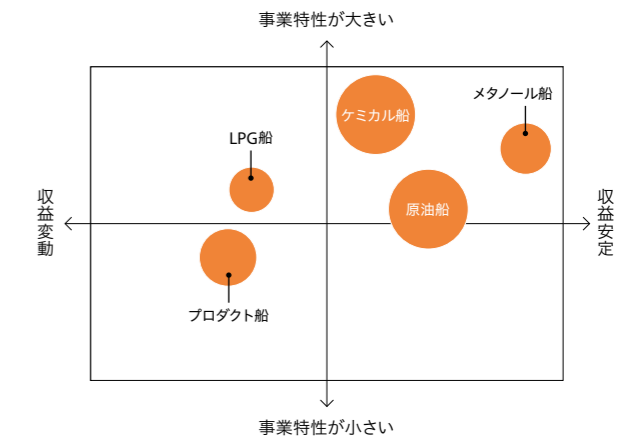 事業特性が大きい
メタノール船
ケミカル船
LPG船
収益変動
原油船
収益安定
プロダクト船
事業特性が小さい